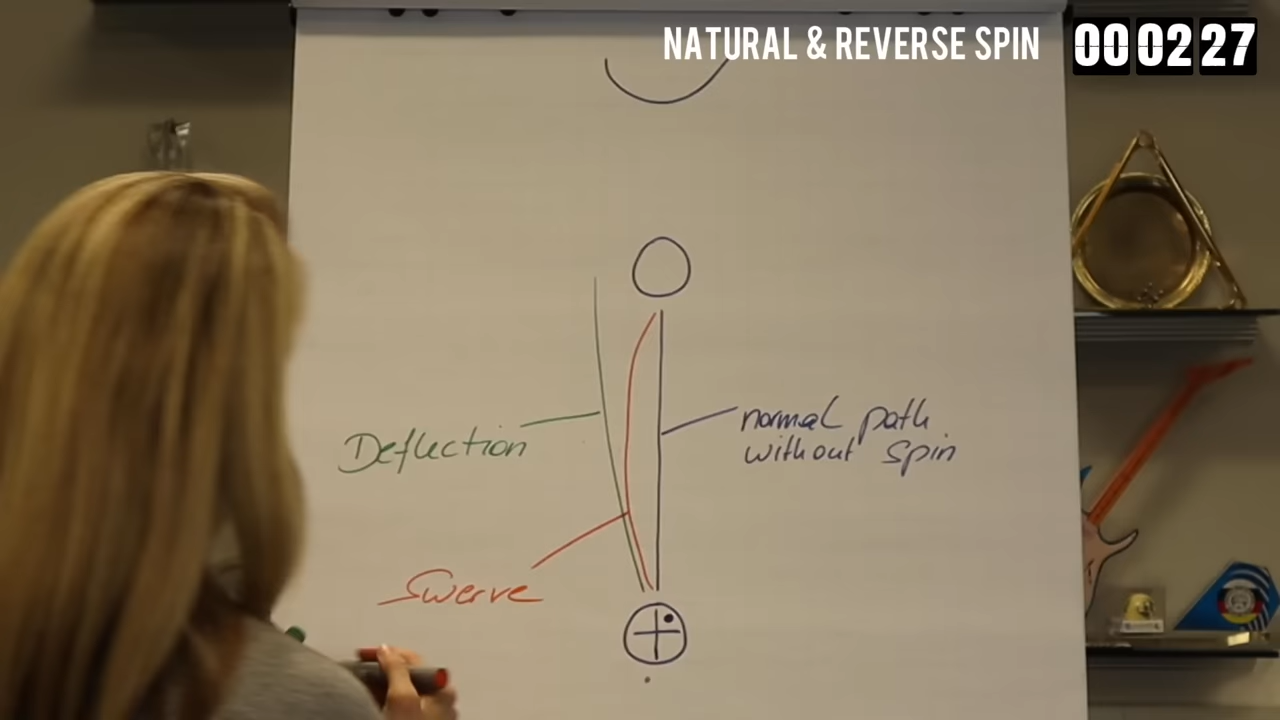 NATURAL & REVERSE SPIN
00 02 27
normal path
without spin
Deflection
Swerve